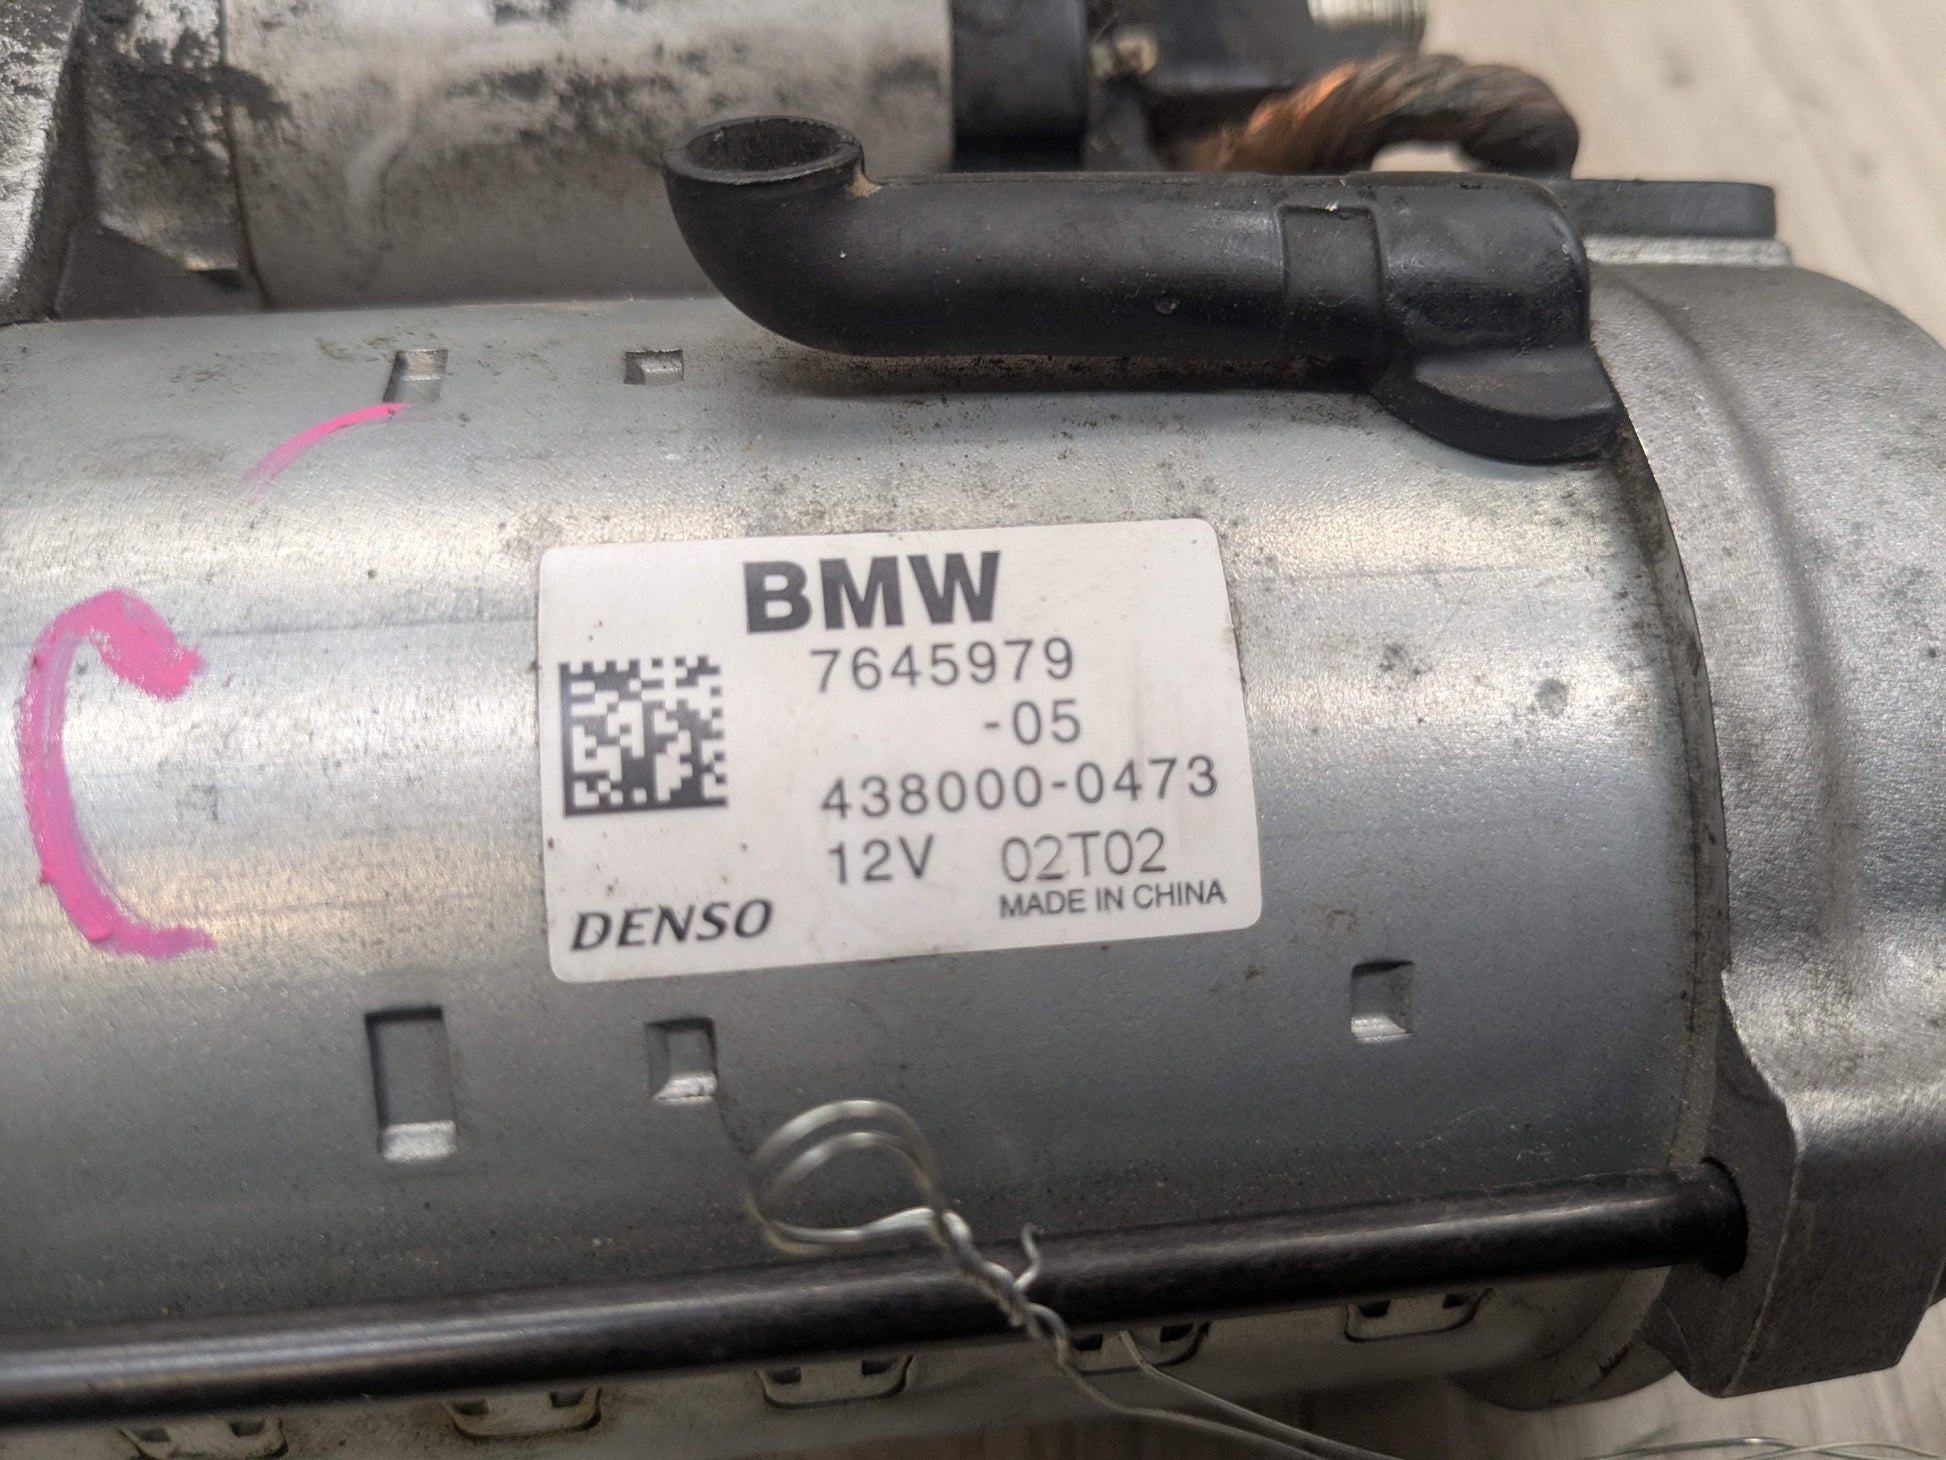 BMW
7645979
-05
438000-0473
12V 02T02
MADE IN CHINA
DENSO